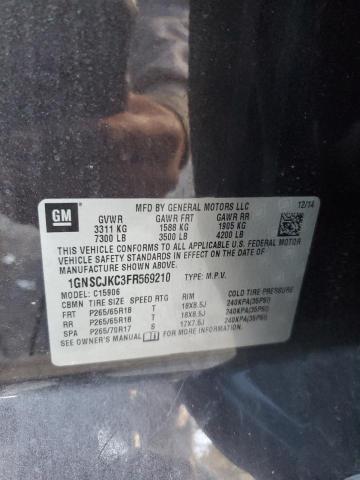 GM
MFD BY GENERAL MOTORS LLC 12/14
GVWR GAWR FRT GAWR RR
3311 KG 1588 KG 1905 KG
7300 LB 3500 LB 4200 LB
THIS VEHICLE CONFORMS TO ALL APPLICABLE U.S. FEDERAL MOTOR
VEHICLE SAFETY STANDARDS IN EFFECT ON THE DATE OF
MANUFACTURE SHOWN ABOVE.
1GNSCJKC3FR569210 TYPE: M.P.V.
MODEL: C15906
CBMN TIRE SIZE SPEED RTG RIM COLD TIRE PRESSURE
FRT P265/65R18 T 18X8.5J 240KPA(35PSI)
RR P265/65R18 T 18X8.5J 240KPA(35PSI)
SPA P265/70R17 S 17X7.5J 240KPA(35PSI)
SEE OWNER'S MANUAL FOR MORE INFORMATION